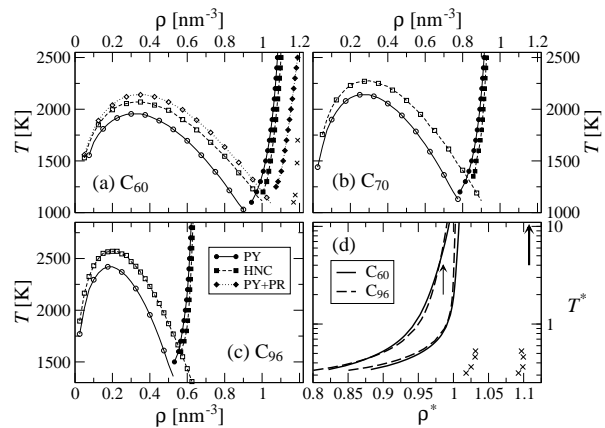 ρ [nm⁻³] ρ [nm⁻³]
0 0.2 0.4 0.6 0.8 1 1.2 0.2 0.4 0.6 0.8 1 1.2
2500 2500
2000 2000
1500 1500
1000 1000
T [K] T [K]
(a) C₆₀ (b) C₇₀
2500
2000
1500
T [K]
PY
HNC
PY+PR
(c) C₉₆
(d)
C₆₀
C₉₆
10
1
T*
0 0.2 0.4 0.6 0.8 1 0.8 0.85 0.9 0.95 1 1.05 1.1
ρ [nm⁻³] ρ*